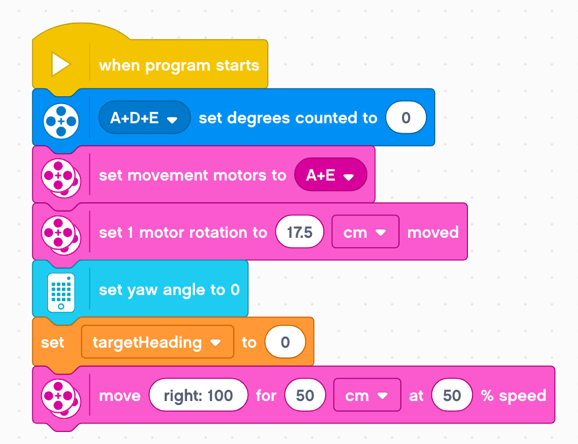 when program starts
A+D+E set degrees counted to 0
set movement motors to A+E
set 1 motor rotation to 17.5 cm moved
set yaw angle to 0
set targetHeading to 0
move right: 100 for 50 cm at 50 % speed